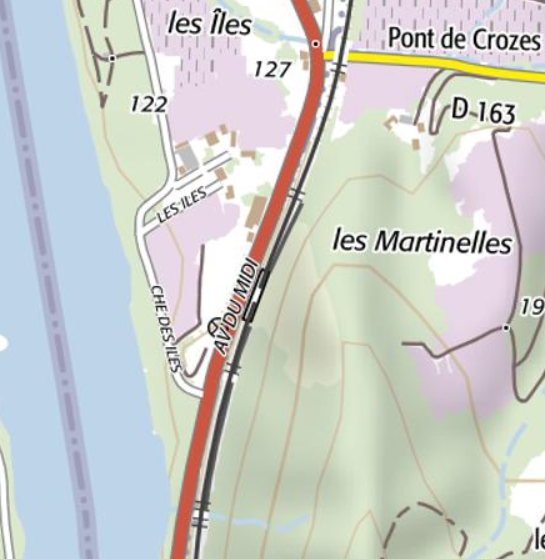 les Îles
Pont de Crozes
127
122
D 163
LES ILES
les Martinelles
AV DU MIDI
CHE DES ILES
19
le